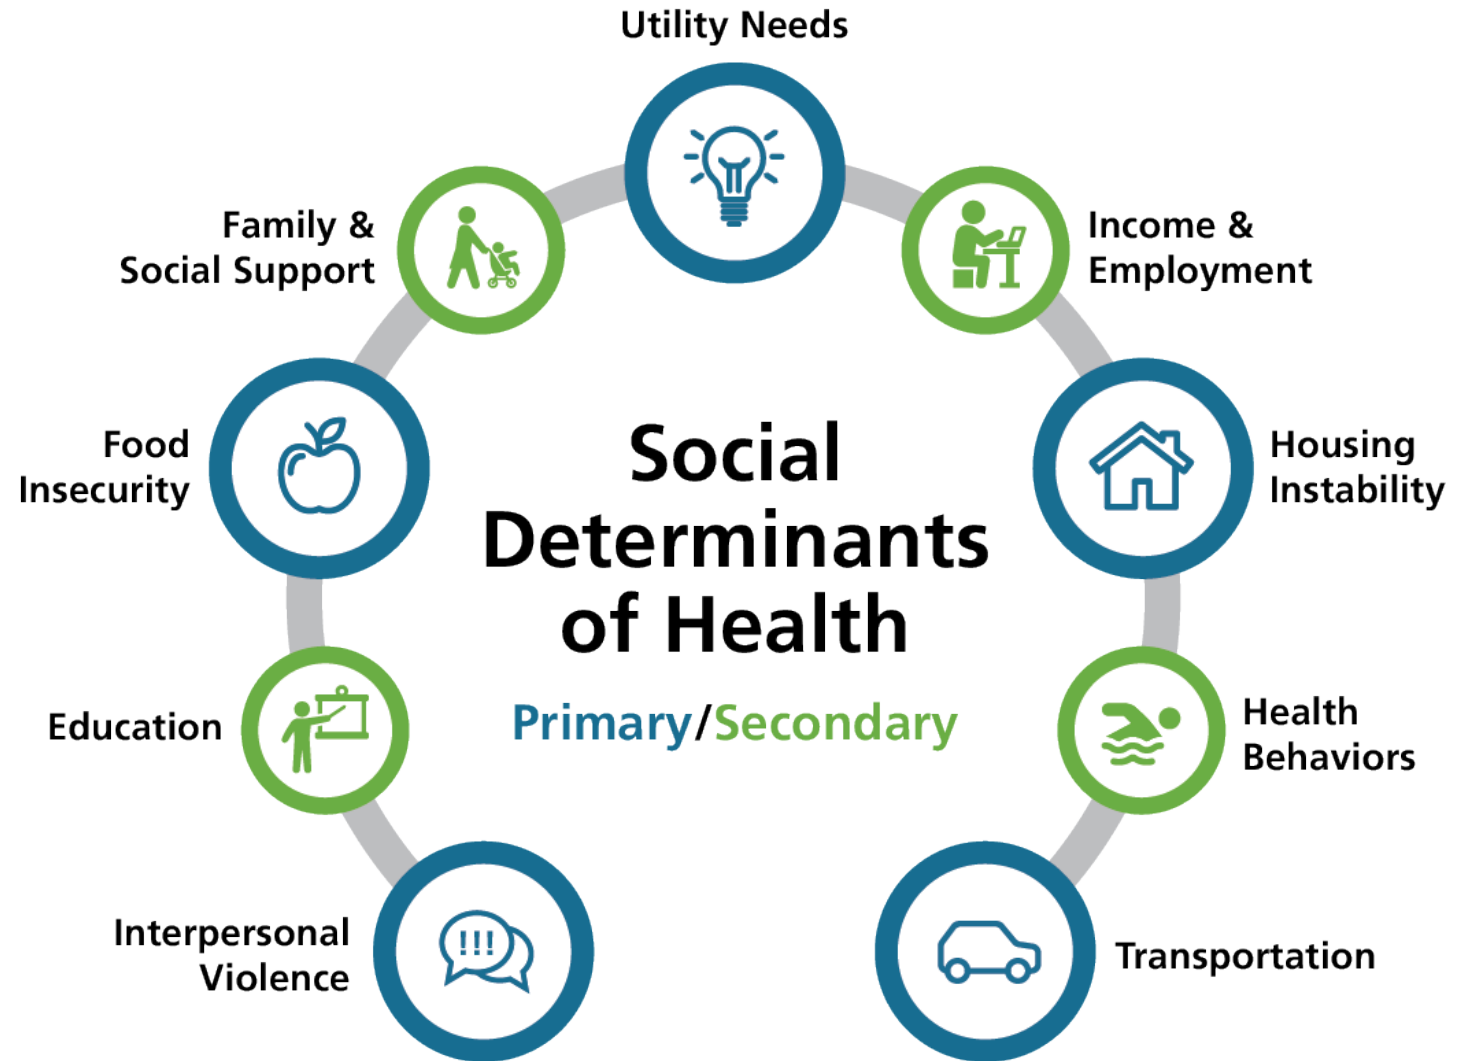 Utility Needs
Family &
Social Support
Income &
Employment
Food
Insecurity
Housing
Instability
Social
Determinants
of Health
Primary/Secondary
Education
Health
Behaviors
Interpersonal
Violence
!!!
Transportation